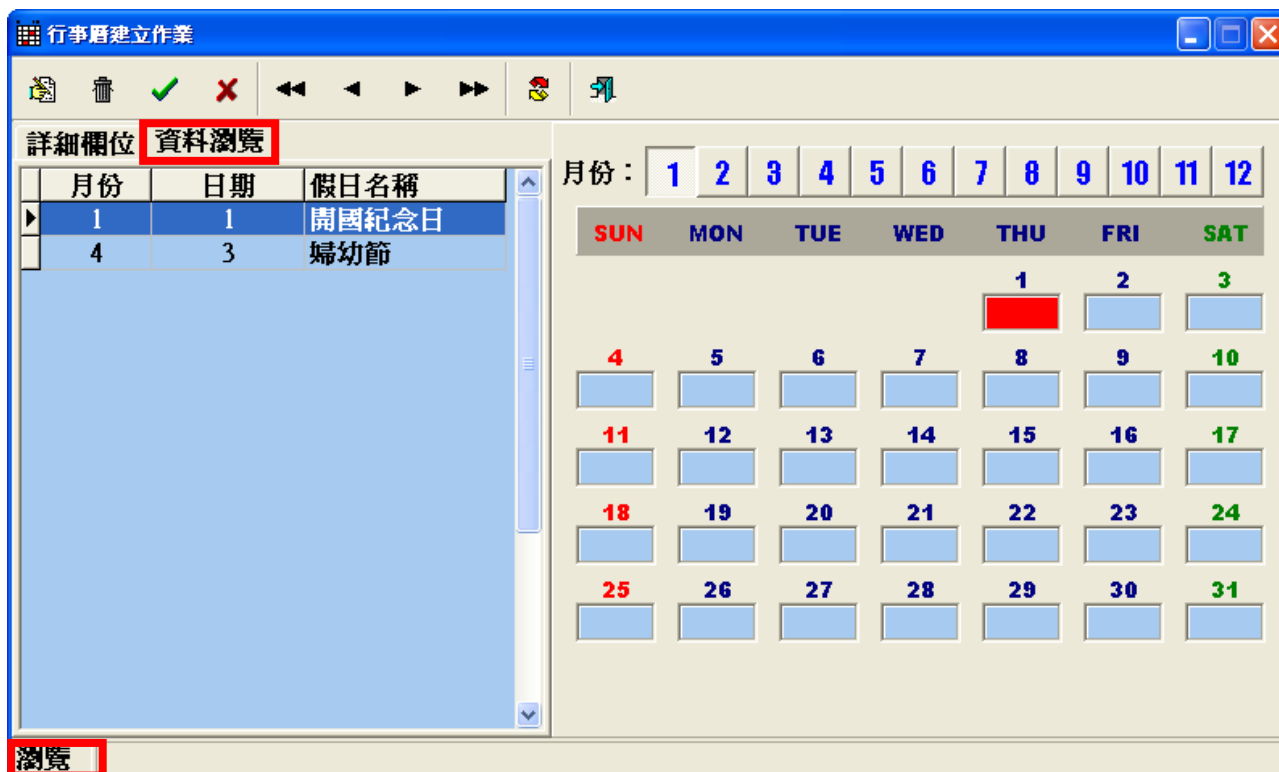 行事曆建立作業
詳細欄位 資料瀏覽
月份 日期 假日名稱
1 1 開國紀念日
4 3 婦幼節
月份： 1 2 3 4 5 6 7 8 9 10 11 12
SUN MON TUE WED THU FRI SAT
1 2 3
4 5 6 7 8 9 10
11 12 13 14 15 16 17
18 19 20 21 22 23 24
25 26 27 28 29 30 31
瀏覽